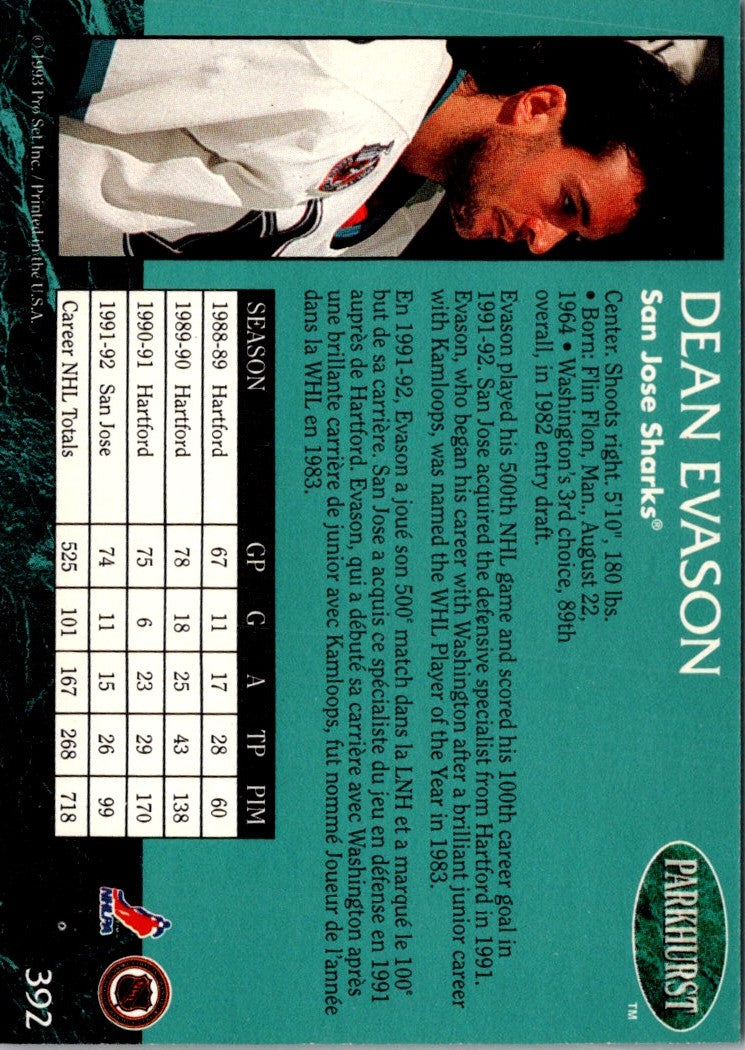 DEAN EVASON
San Jose Sharks®
PARKHURST
TM
Center. Shoots right. 5'10", 180 lbs.
• Born: Flin Flon, Man., August 22,
1964 • Washington's 3rd choice, 89th
overall, in 1982 entry draft.
Evason played his 500th NHL game and scored his 100th career goal in
1991-92. San Jose acquired the defensive specialist from Hartford in 1991.
Evason, who began his career with Washington after a brilliant junior career
with Kamloops, was named the WHL Player of the Year in 1983.
En 1991-92, Evason a joué son 500e match dans la LNH et a marqué le 100e
but de sa carrière. San Jose a acquis ce spécialiste du jeu en défense en 1991
auprès de Hartford. Evason, qui a débuté sa carrière avec Washington après
une brillante carrière de junior avec Kamloops, fut nommé Joueur de l'année
dans la WHL en 1983.
SEASON GP G A TP PIM
1988-89 Hartford 67 11 17 28 60
1989-90 Hartford 78 18 25 43 138
1990-91 Hartford 75 6 23 29 170
1991-92 San Jose 74 11 15 26 99
Career NHL Totals 525 101 167 268 718
NHLPA
NHL
392
© 1993 Pro Set, Inc. / Printed in the U.S.A.